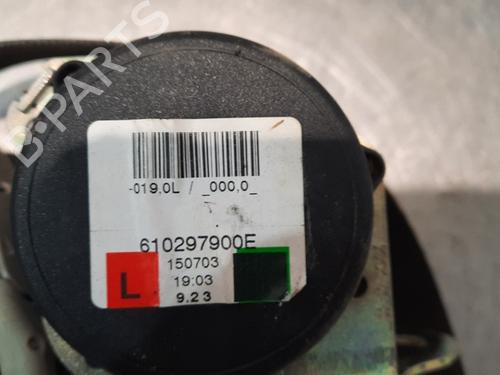 B-PARTS
-019,0L / _000,0_
610297900E
150703
L
19:03
9.23